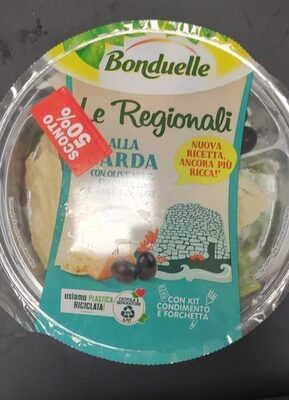 Bonduelle
Le Regionali
ALLA
SARDA
CON OLIVE NERE
SCONTO
50%
NUOVA
RICETTA,
ANCORA PIÙ
RICCA!*
usiamo PLASTICA
RICICLATA!
CON KIT
CONDIMENTO
E FORCHETTA